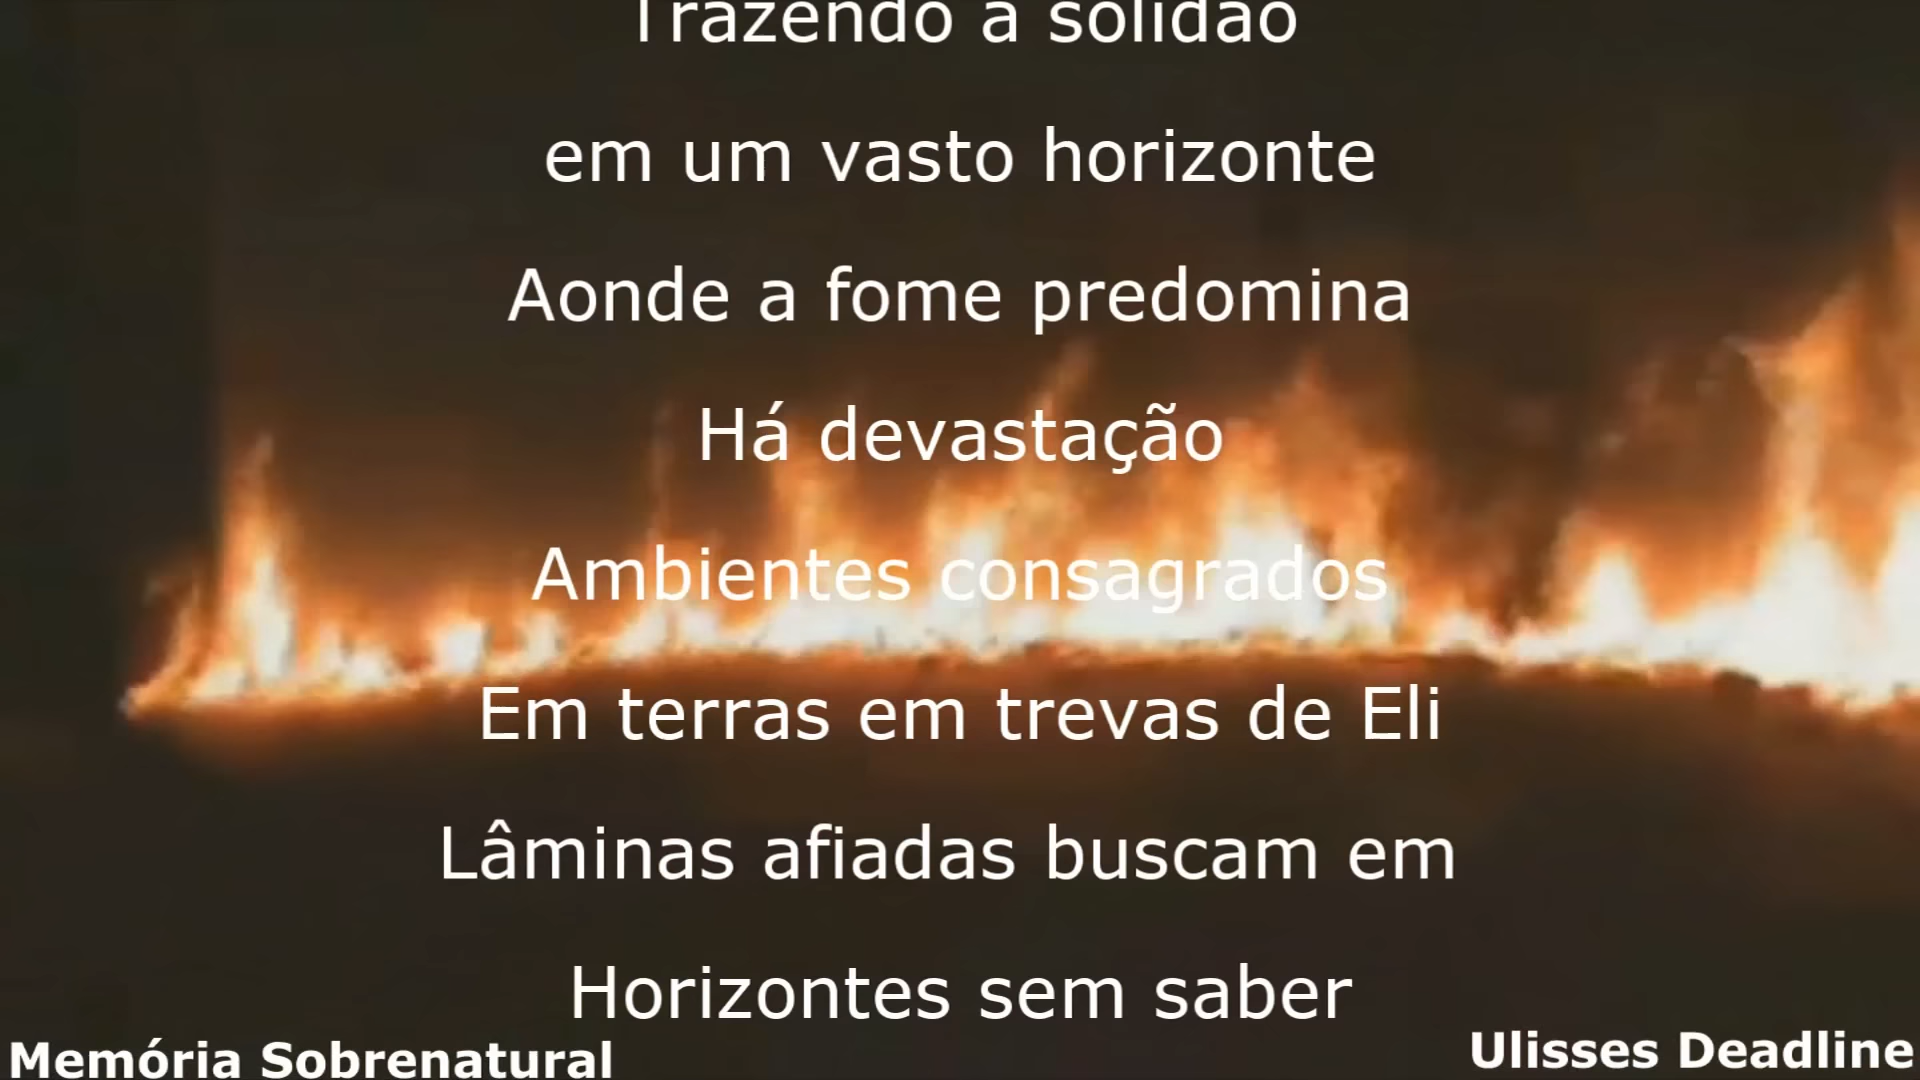 Trazendo a solidão
em um vasto horizonte
Aonde a fome predomina
Há devastação
Ambientes consagrados
Em terras em trevas de Eli
Lâminas afiadas buscam em
Horizontes sem saber
Memória Sobrenatural
Ulisses Deadline